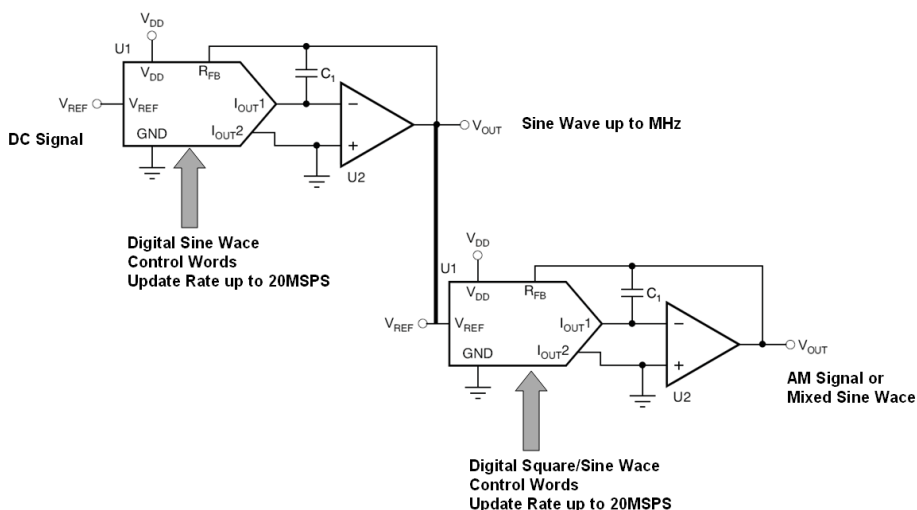 VDD
U1
VDD
RFB
C1
VREF
VREF
IOUT1
−
DC Signal
GND
IOUT2
+
VOUT
Sine Wave up to MHz
U2
Digital Sine Wace
Control Words
Update Rate up to 20MSPS
VDD
U1
VDD
RFB
C1
VREF
VREF
IOUT1
−
GND
IOUT2
+
VOUT
U2
AM Signal or
Mixed Sine Wace
Digital Square/Sine Wace
Control Words
Update Rate up to 20MSPS